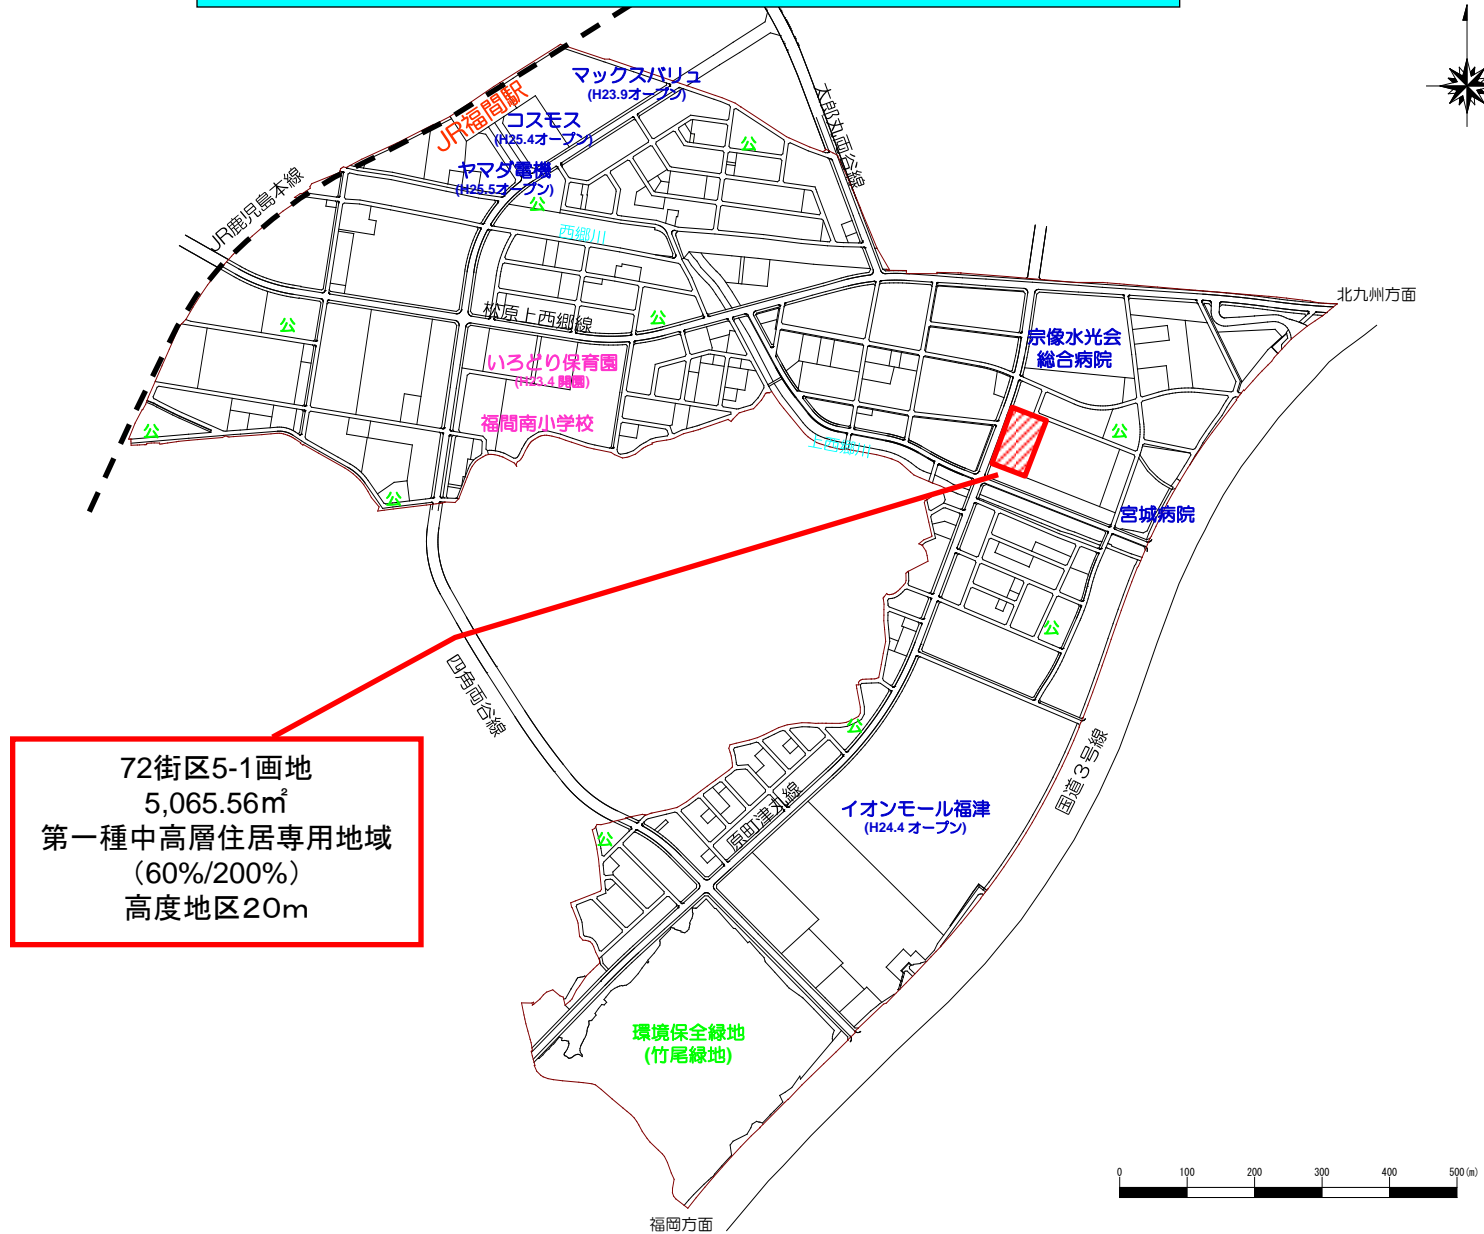 マックスバリュ
(H23.9オープン)
JR福間駅
コスモス
(H25.4オープン)
ヤマダ電機
(H25.5オープン)
太郎丸両谷線
公
公
JR鹿児島本線
西郷川
松原上西郷線
公
公
北九州方面
宗像水光会
総合病院
いろどり保育園
(H23.4 開園)
福間南小学校
公
公
上西郷川
公
宮城病院
公
四角両谷線
公
国道3号線
72街区5-1画地
5,065.56㎡
第一種中高層住居専用地域
（60%/200%）
高度地区20m
原町津丸線
イオンモール福津
(H24.4 オープン)
公
環境保全緑地
(竹尾緑地)
0 100 200 300 400 500(m)
福岡方面